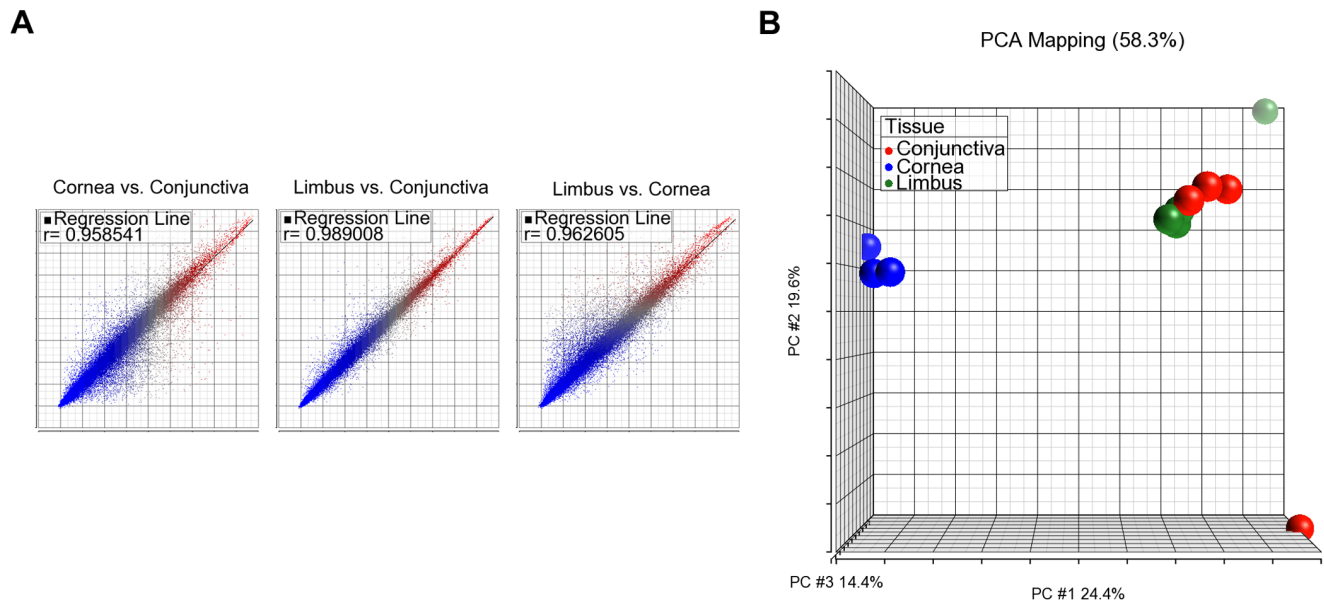 A
B
Cornea vs. Conjunctiva
Regression Line
r= 0.958541
Limbus vs. Conjunctiva
Regression Line
r= 0.989008
Limbus vs. Cornea
Regression Line
r= 0.962605
PCA Mapping (58.3%)
Tissue
Conjunctiva
Cornea
Limbus
PC #2 19.6%
PC #3 14.4%
PC #1 24.4%